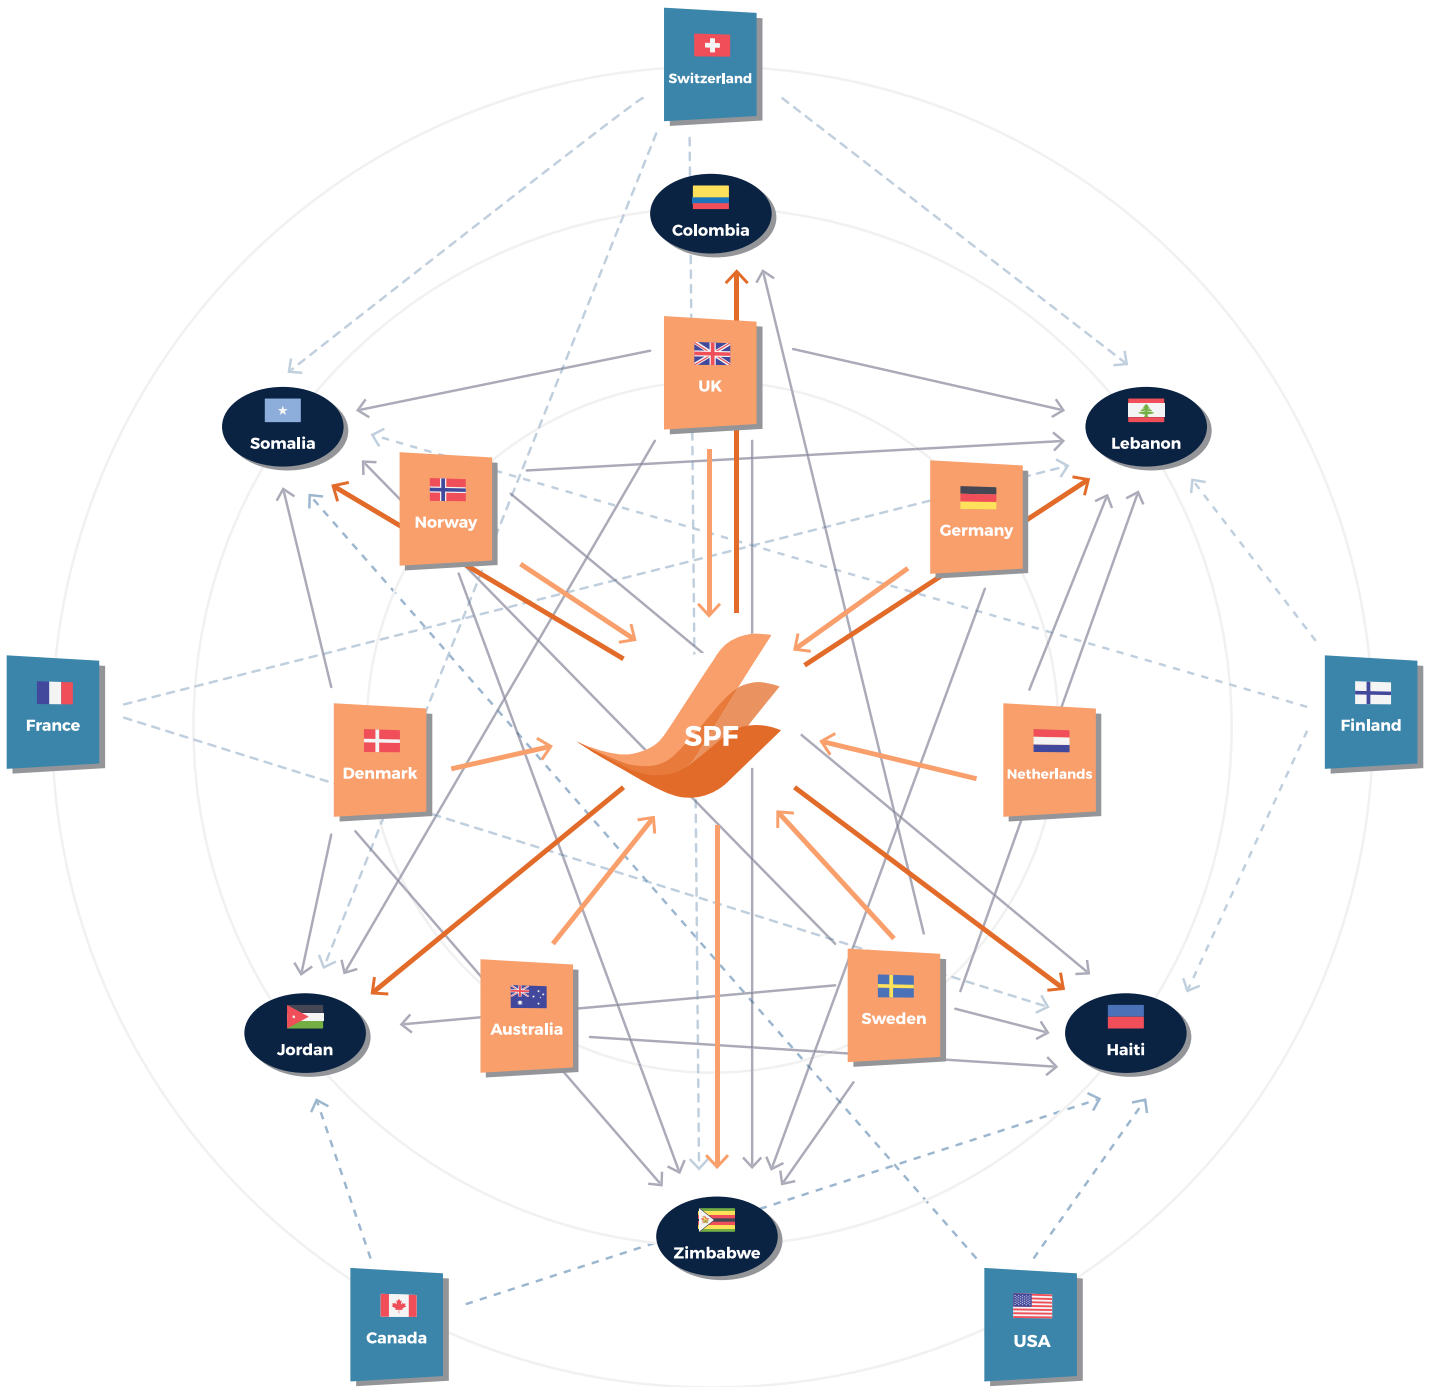 Switzerland
Colombia
UK
Somalia
Lebanon
Norway
Germany
France
Finland
SPF
Denmark
Netherlands
Australia
Sweden
Jordan
Haiti
Zimbabwe
Canada
USA